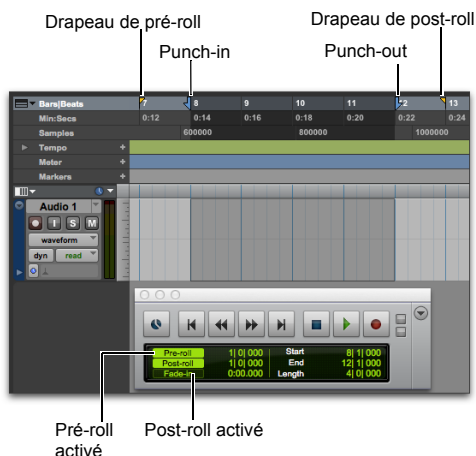 Drapeau de pré-roll
Drapeau de post-roll
Punch-in
Punch-out
Bars|Beats 7 8 9 10 11 12 13
Min:Secs 0:12 0:14 0:16 0:18 0:20 0:22 0:24
Samples 600000 800000 1000000
Tempo +
Meter +
Markers +
Audio 1
I S M
waveform
dyn read
Pre-roll 1| 0| 000 Start 8| 1| 000
Post-roll 1| 0| 000 End 12| 1| 000
Fade-in 0:00.000 Length 4| 0| 000
Pré-roll
activé
Post-roll activé